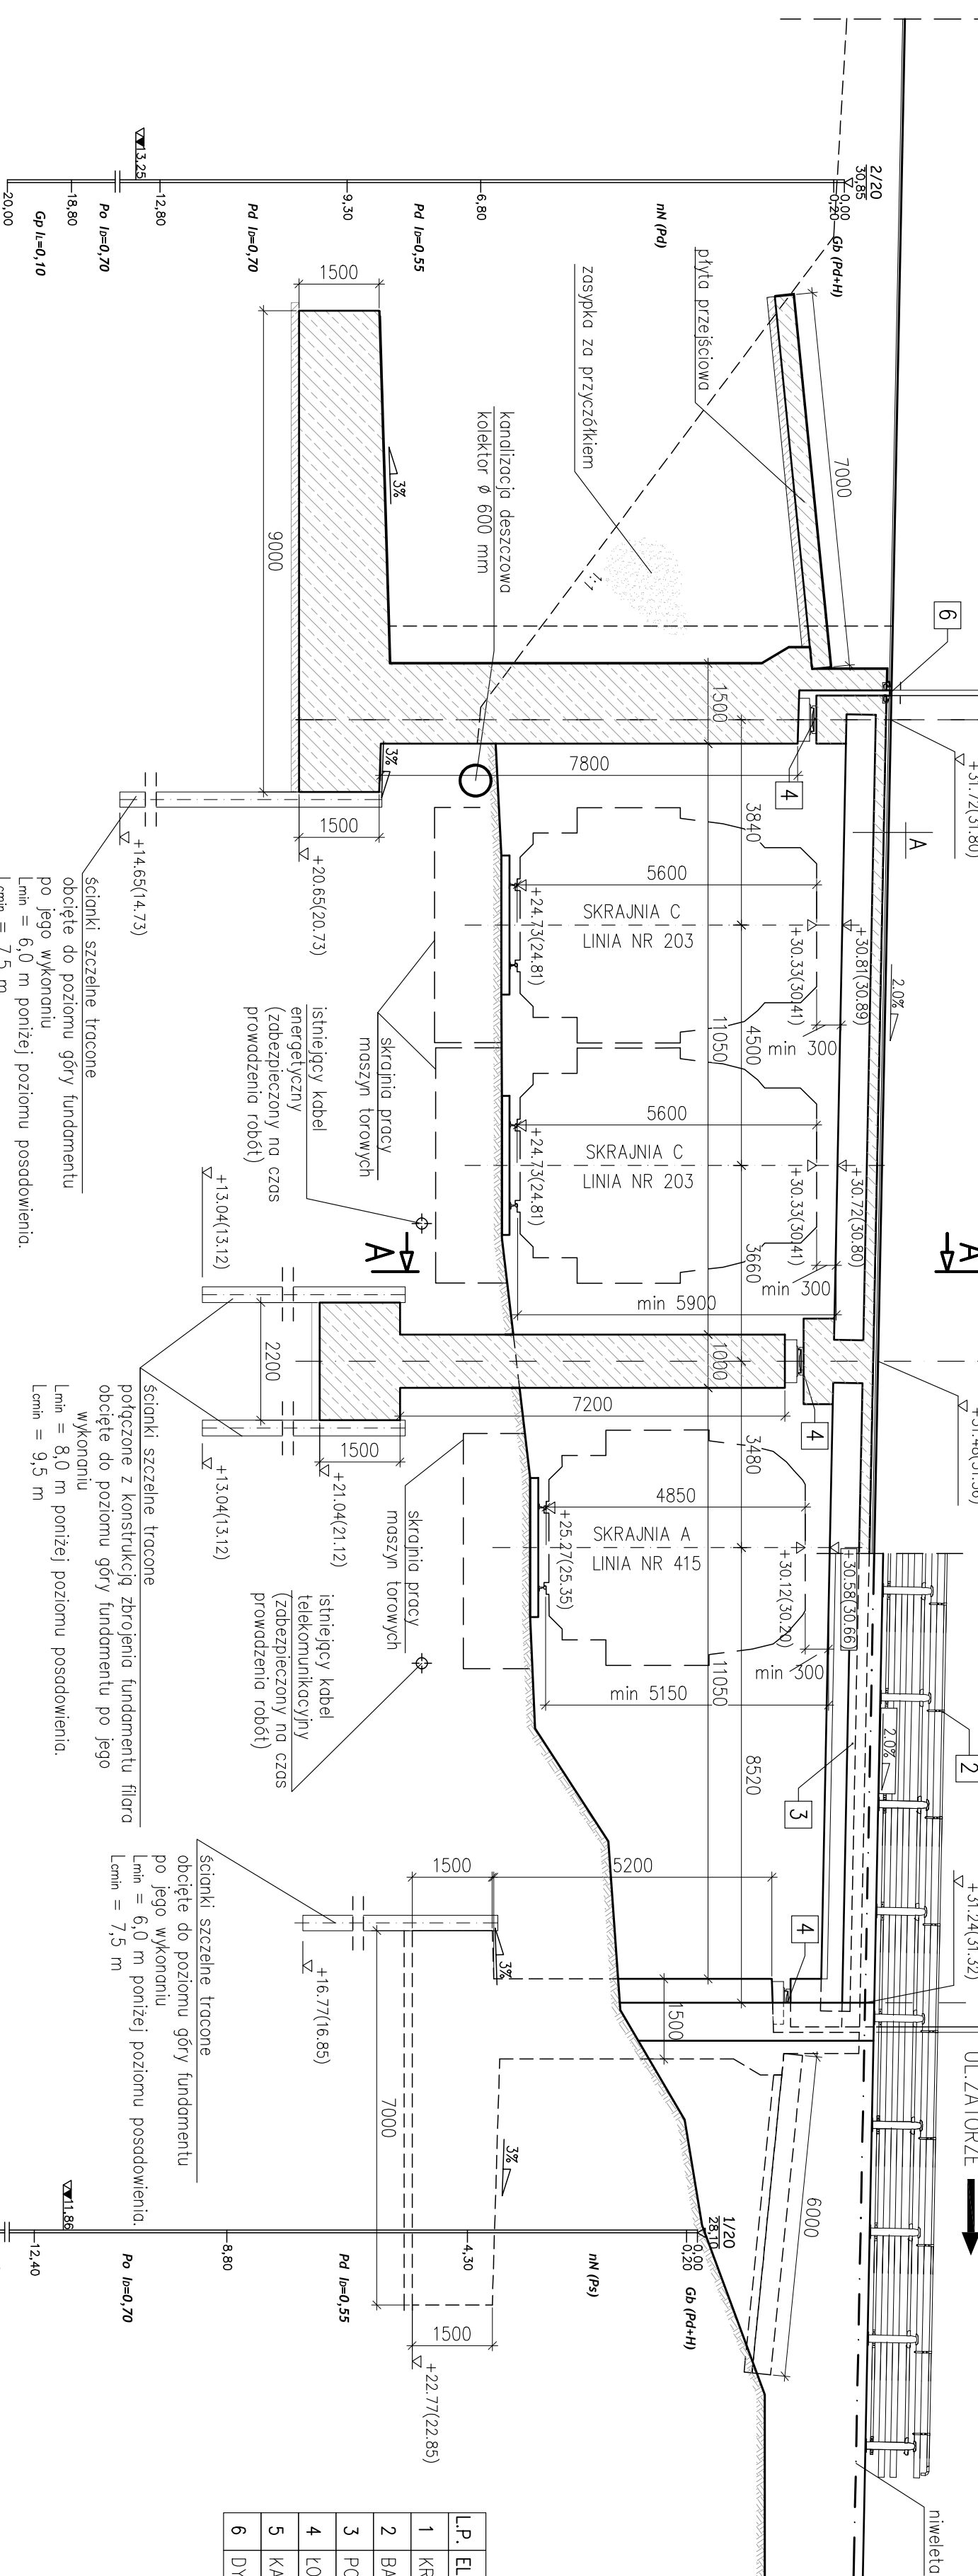 2/20
30,85
0,00
0,20
Gb (Pd+H)
nN (Pd)
6,80
Pd ID=0,55
9,30
Pd ID=0,70
12,80
13.25
Po ID=0,70
18,80
Gp IL=0,10
20,00
płyta przejściowa
zasypka za przyczółkiem
kanalizacja deszczowa
kolektor Ø 600 mm
1:1
7000
1500
3%
9000
6
1500
7800
4
3%
1500
+20.65(20.73)
+14.65(14.73)
ścianki szczelne tracone
obcięte do poziomu góry fundamentu
po jego wykonaniu
Lmin = 6,0 m poniżej poziomu posadowienia.
Lcmin = 7,5 m
+31.72(31.80)
A
2.0%
3840
5600
SKRAJNIA C
LINIA NR 203
+24.73(24.81)
+30.33(30.41)
+30.81(30.89)
min 300
11050
4500
5600
SKRAJNIA C
LINIA NR 203
+24.73(24.81)
+30.33(30.41)
+30.72(30.80)
min 300
3660
min 5900
skrajnia pracy
maszyn torowych
istniejący kabel
energetyczny
(zabezpieczony na czas
prowadzenia robót)
A
A
+13.04(13.12)
2200
1000
7200
4
1500
+21.04(21.12)
+13.04(13.12)
ścianki szczelne tracone
połączone z konstrukcją zbrojenia fundamentu filara
obcięte do poziomu góry fundamentu po jego
wykonaniu
Lmin = 8,0 m poniżej poziomu posadowienia.
Lcmin = 9,5 m
3480
4850
SKRAJNIA A
LINIA NR 415
+25.27(25.35)
+30.12(30.20)
+30.58(30.66)
min 300
min 5150
11050
8520
skrajnia pracy
maszyn torowych
istniejący kabel
telekomunikacyjny
(zabezpieczony na czas
prowadzenia robót)
2.0%
2
3
4
+31.24(31.32)
UL.ZATORZE
1500
5200
3%
1500
+16.77(16.85)
ścianki szczelne tracone
obcięte do poziomu góry fundamentu
po jego wykonaniu
Lmin = 6,0 m poniżej poziomu posadowienia.
Lcmin = 7,5 m
7000
3%
6000
1500
+22.77(22.85)
1/20
28,10
0,00
0,20
Gb (Pd+H)
nN (Ps)
4,30
Pd ID=0,55
8,80
Po ID=0,70
11.86
12,40
niweleta
L.P.
1
2
3
4
5
6